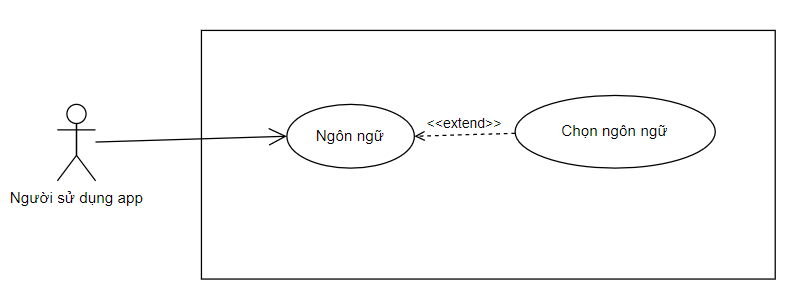 <<extend>>
Ngôn ngữ
Chọn ngôn ngữ
Người sử dụng app